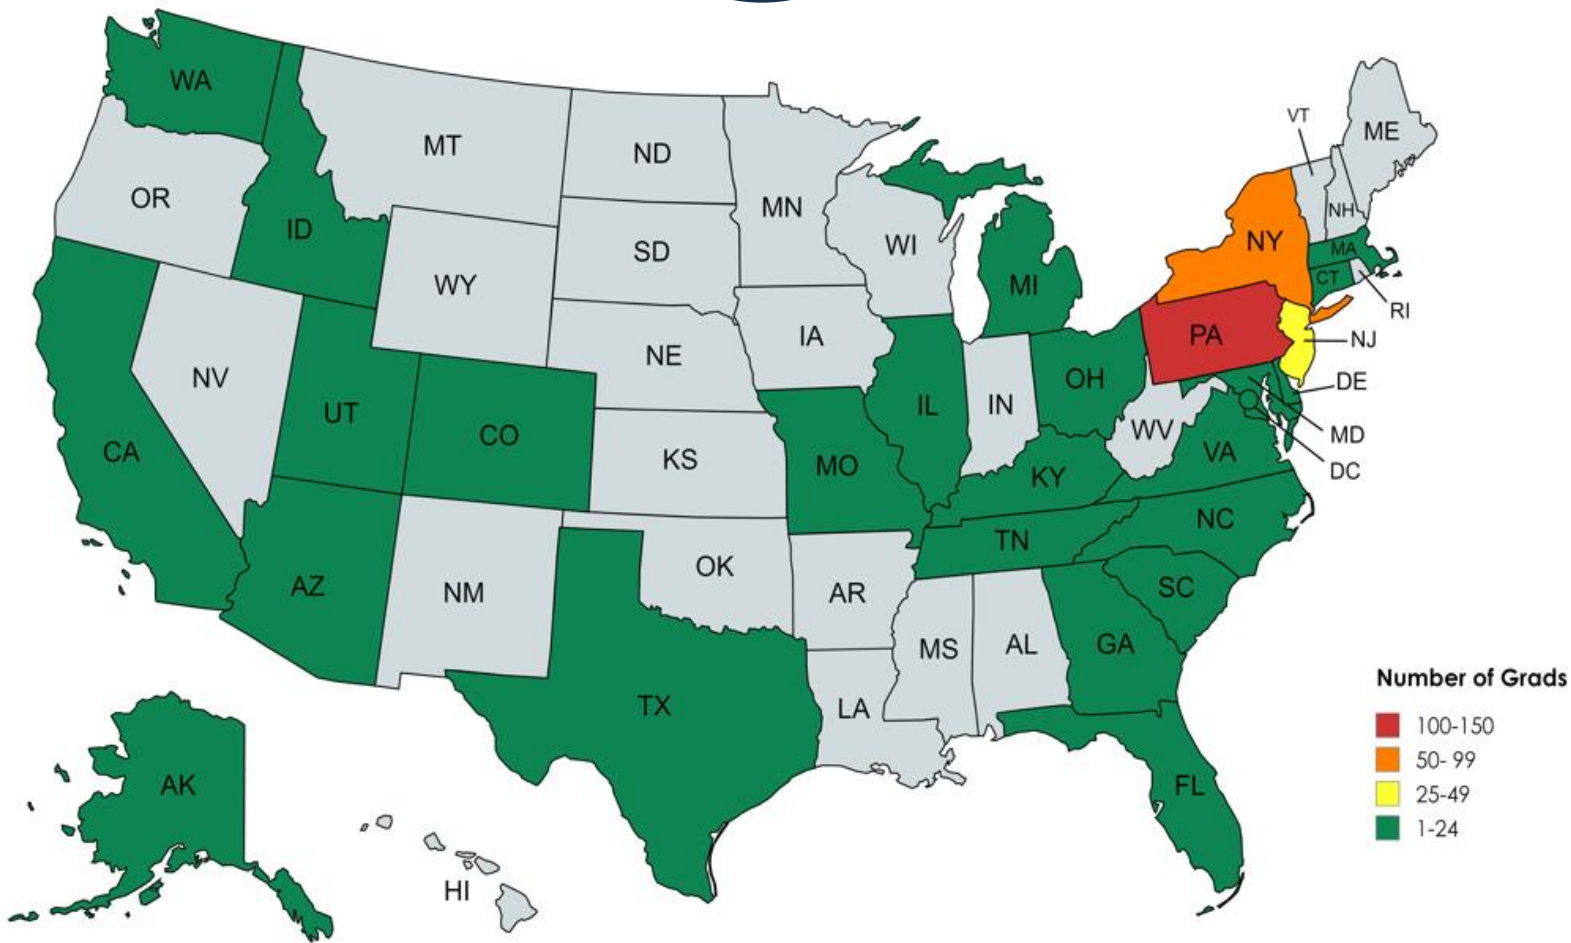 WA
MT
ND
MN
VT
ME
OR
ID
SD
WI
NH
NY
MA
WY
MI
CT
RI
IA
PA
NJ
NV
NE
OH
DE
UT
CO
IL
IN
WV
MD
CA
KS
MO
KY
VA
DC
NC
TN
OK
AZ
NM
AR
SC
MS
AL
GA
TX
LA
Number of Grads
100-150
50- 99
25-49
1-24
AK
FL
HI